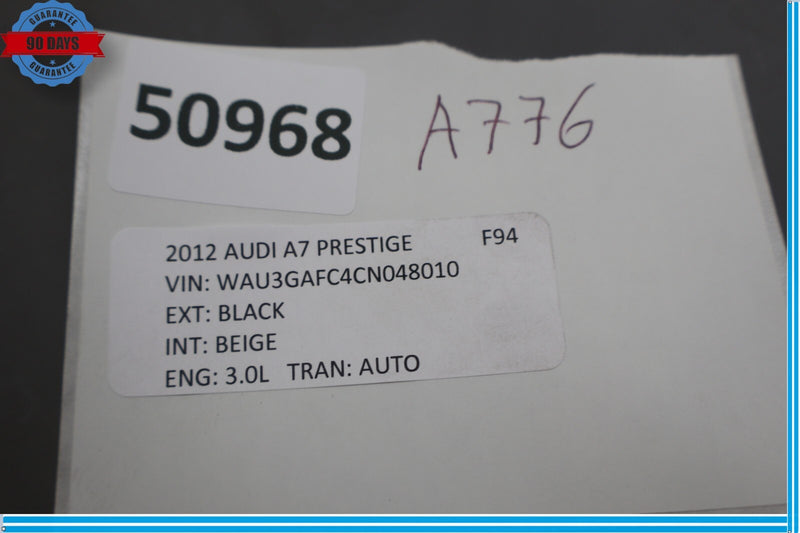 GUARANTEE
90 DAYS
GUARANTEE
50968
A776
2012 AUDI A7 PRESTIGE F94
VIN: WAU3GAFC4CN048010
EXT: BLACK
INT: BEIGE
ENG: 3.0L TRAN: AUTO